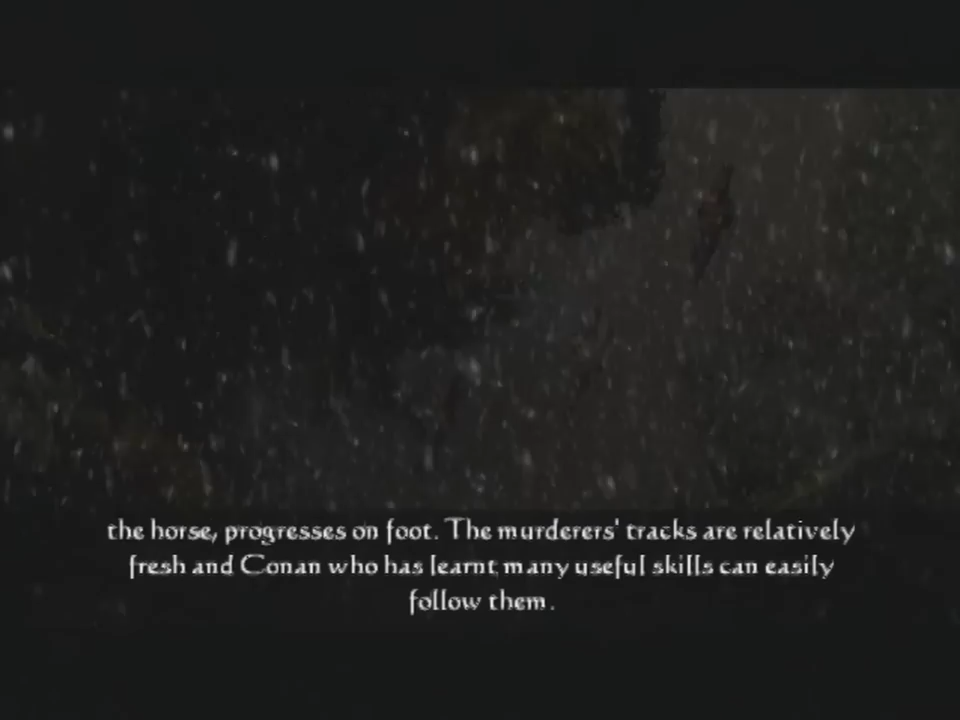 the horse, progresses on foot. The murderers' tracks are relatively
fresh and Conan who has learnt many useful skills can easily
follow them.